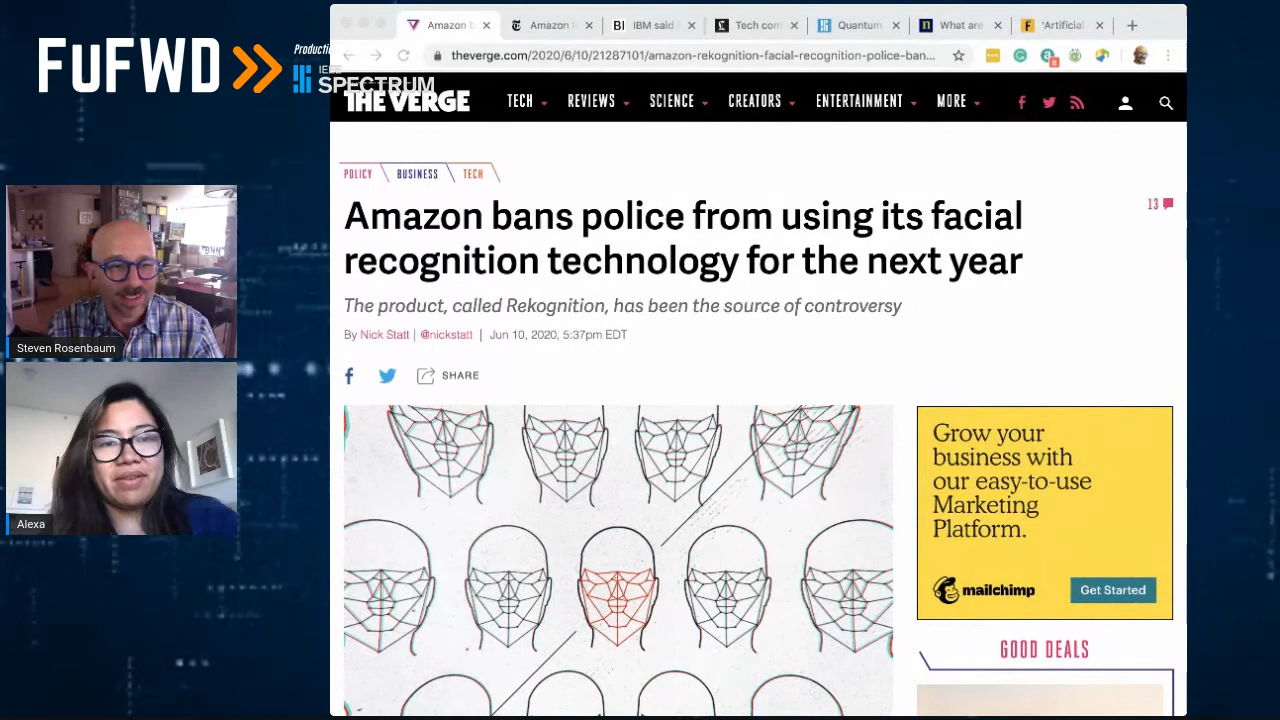 FuFWD
Productio
IEEE
SPECTRUM
Amazon b
Amazon
BI
IBM said
Tech com
Quantum
What are
'Artificial
theverge.com/2020/6/10/21287101/amazon-rekognition-facial-recognition-police-ban...
THE VERGE
TECH
REVIEWS
SCIENCE
CREATORS
ENTERTAINMENT
MORE
POLICY
BUSINESS
TECH
Amazon bans police from using its facial
recognition technology for the next year
13
The product, called Rekognition, has been the source of controversy
By Nick Statt | @nickstatt | Jun 10, 2020, 5:37pm EDT
SHARE
Steven Rosenbaum
Alexa
Grow your
business with
our easy-to-use
Marketing
Platform.
mailchimp
Get Started
GOOD DEALS